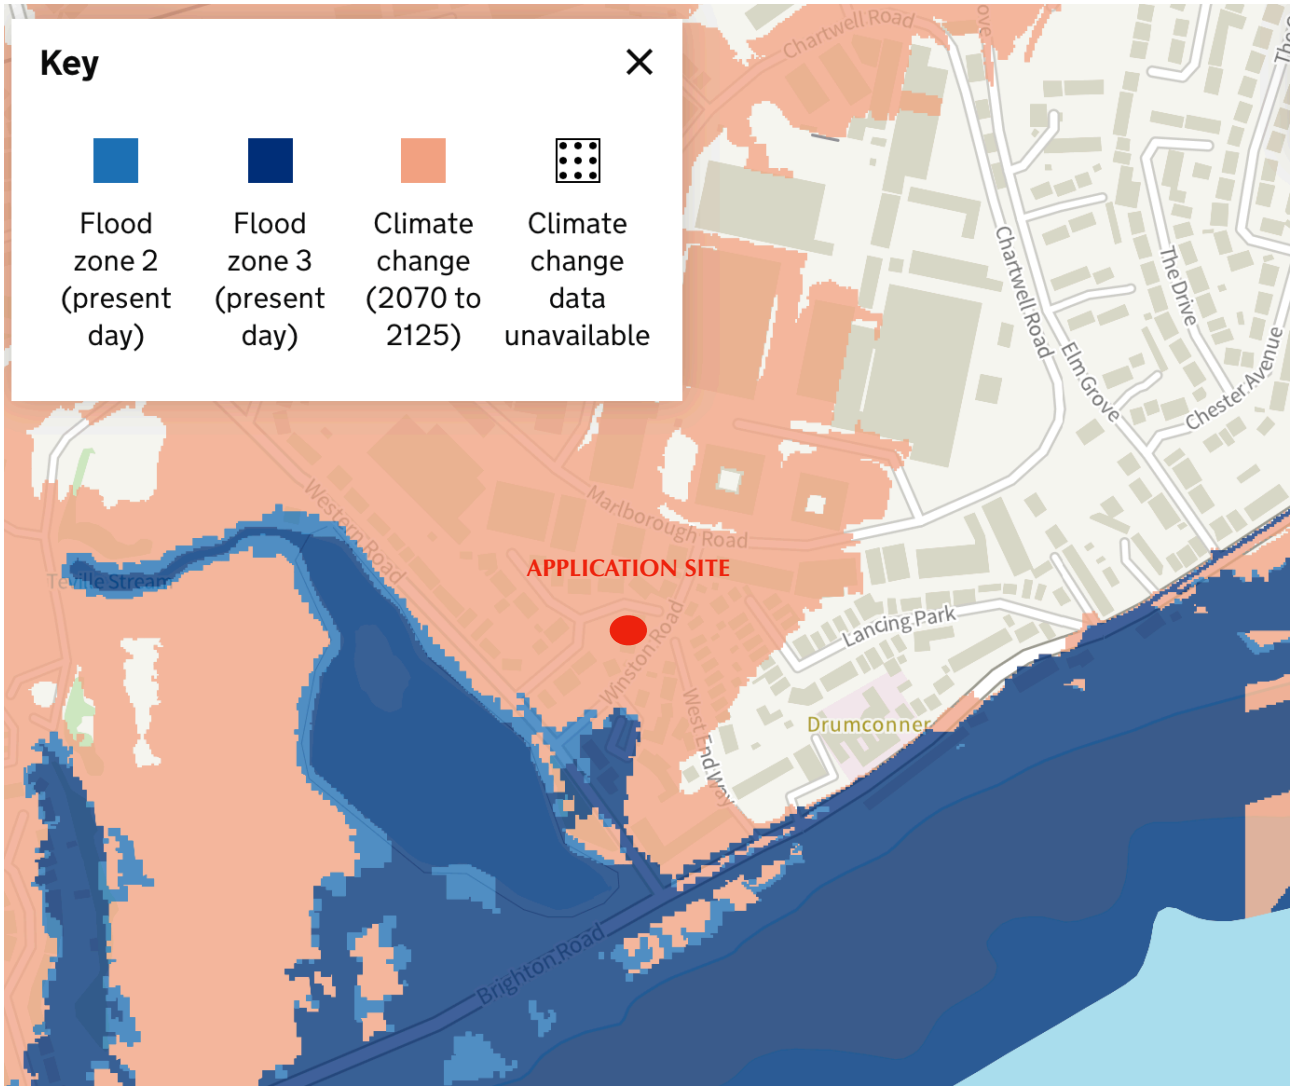 Key
Flood
zone 2
(present
day)
Flood
zone 3
(present
day)
Climate
change
(2070 to
2125)
Climate
change
data
unavailable
Chartwell Road
Chartwell Road
Elm Grove
The Drive
Chester Avenue
Western Road
Marlborough Road
Teville Stream
APPLICATION SITE
Winston Road
Lancing Park
West End Way
Drumconner
Brighton Road